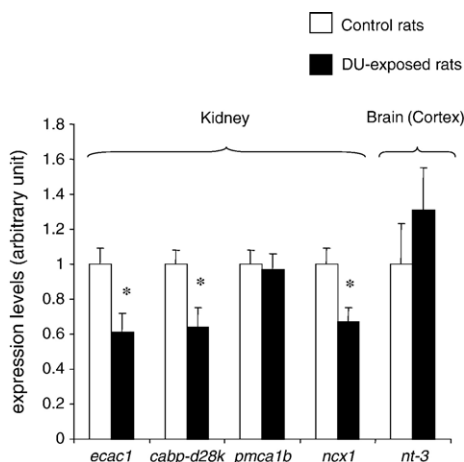 Control rats
DU-exposed rats
Kidney
Brain (Cortex)
expression levels (arbitrary unit)
1.8
1.6
1.4
1.2
1
0.8
0.6
0.4
0.2
0
*
*
*
ecac1 cabp-d28k pmca1b ncx1 nt-3